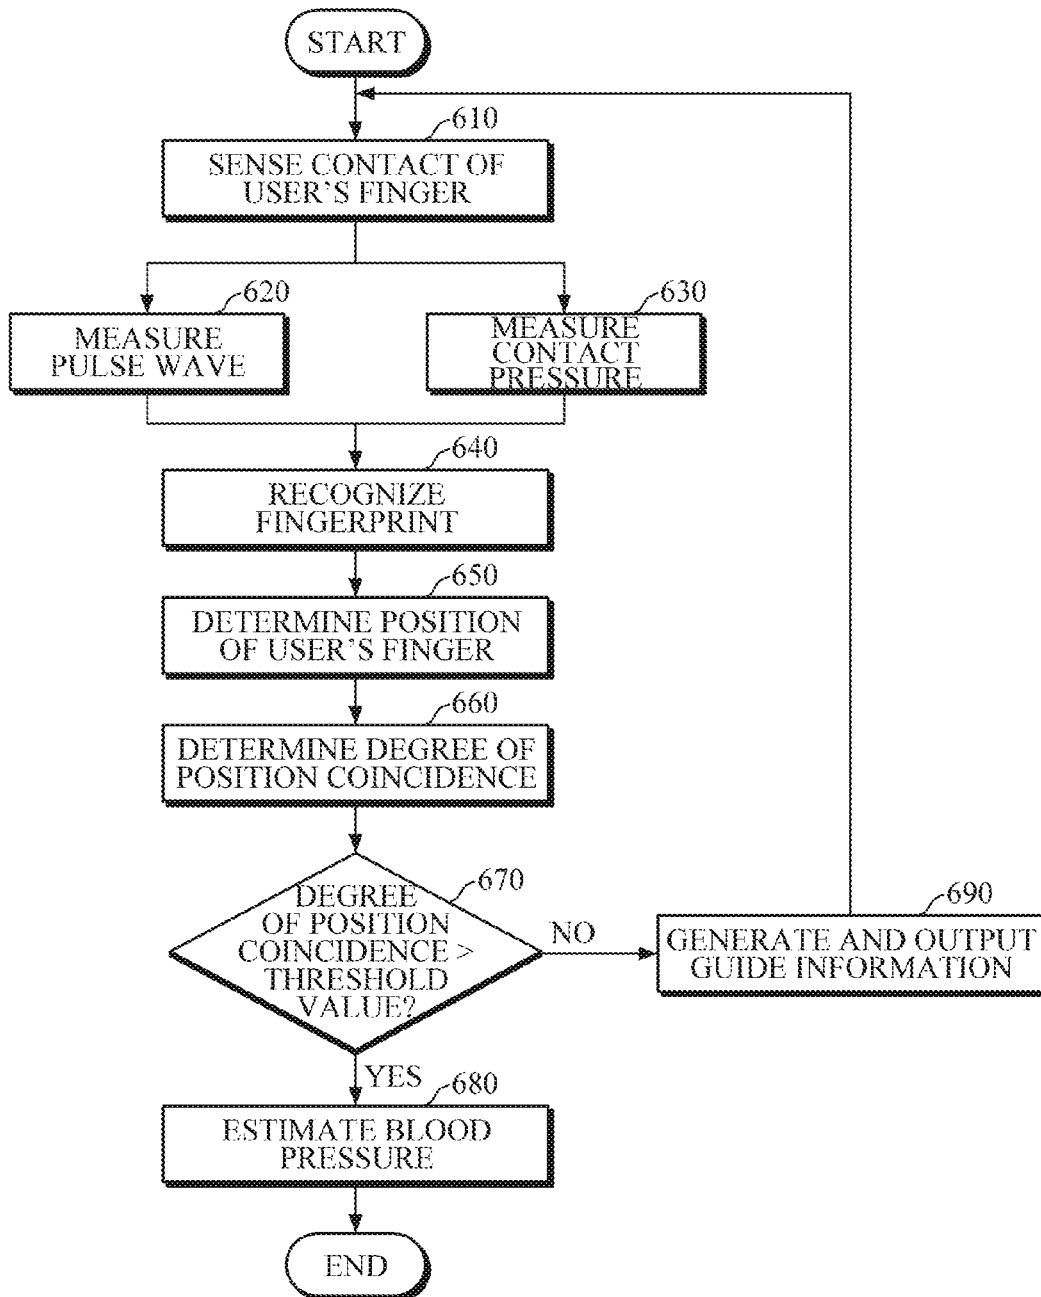 START
610
SENSE CONTACT OF
USER'S FINGER
620
MEASURE
PULSE WAVE
630
MEASURE
CONTACT
PRESSURE
640
RECOGNIZE
FINGERPRINT
650
DETERMINE POSITION
OF USER'S FINGER
660
DETERMINE DEGREE OF
POSITION COINCIDENCE
670
DEGREE
OF POSITION
COINCIDENCE >
THRESHOLD
VALUE?
NO
690
GENERATE AND OUTPUT
GUIDE INFORMATION
YES
680
ESTIMATE BLOOD
PRESSURE
END